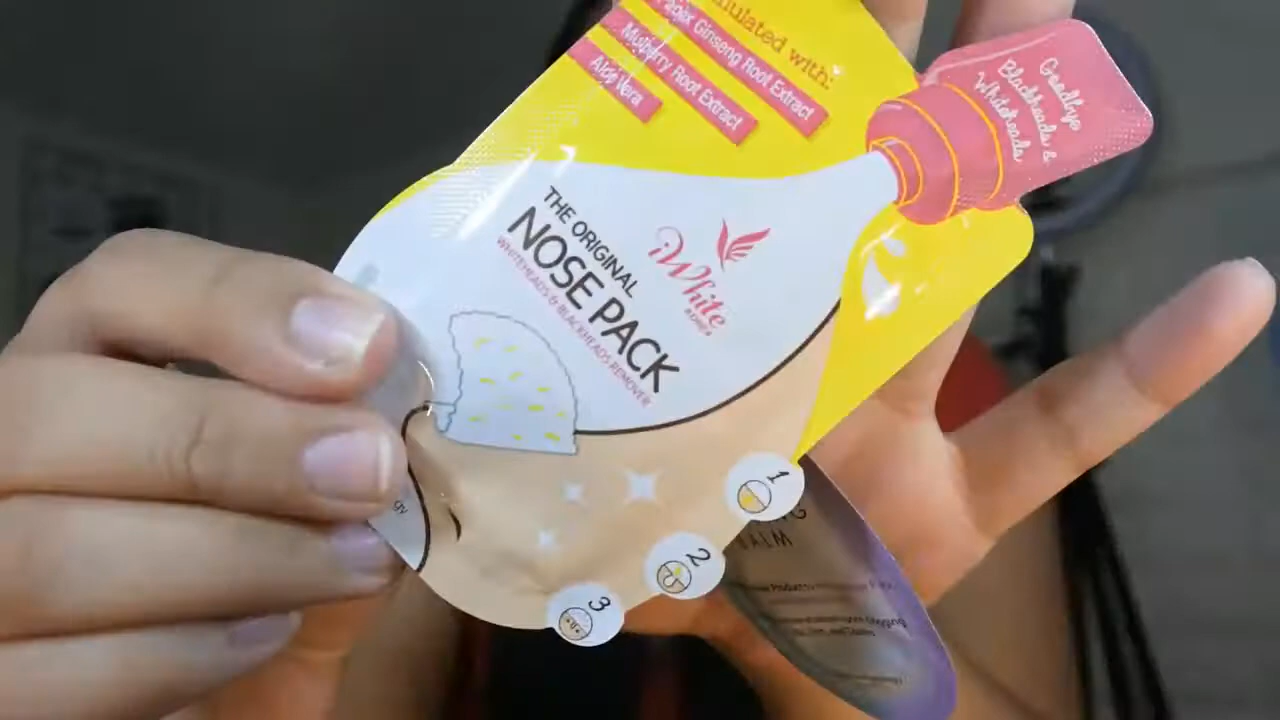 Goodbye
Blackheads &
Whiteheads
with:
Ginseng Root Extract
Mulberry Root Extract
Aloe Vera
iWhite
KOREA
THE ORIGINAL
NOSE PACK
WHITEHEADS & BLACKHEADS REMOVER
1
2
3
BALM